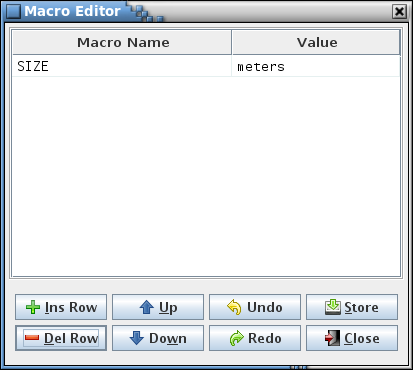 Macro Editor
Macro Name Value
SIZE meters
Ins Row Up Undo Store
Del Row Down Redo Close